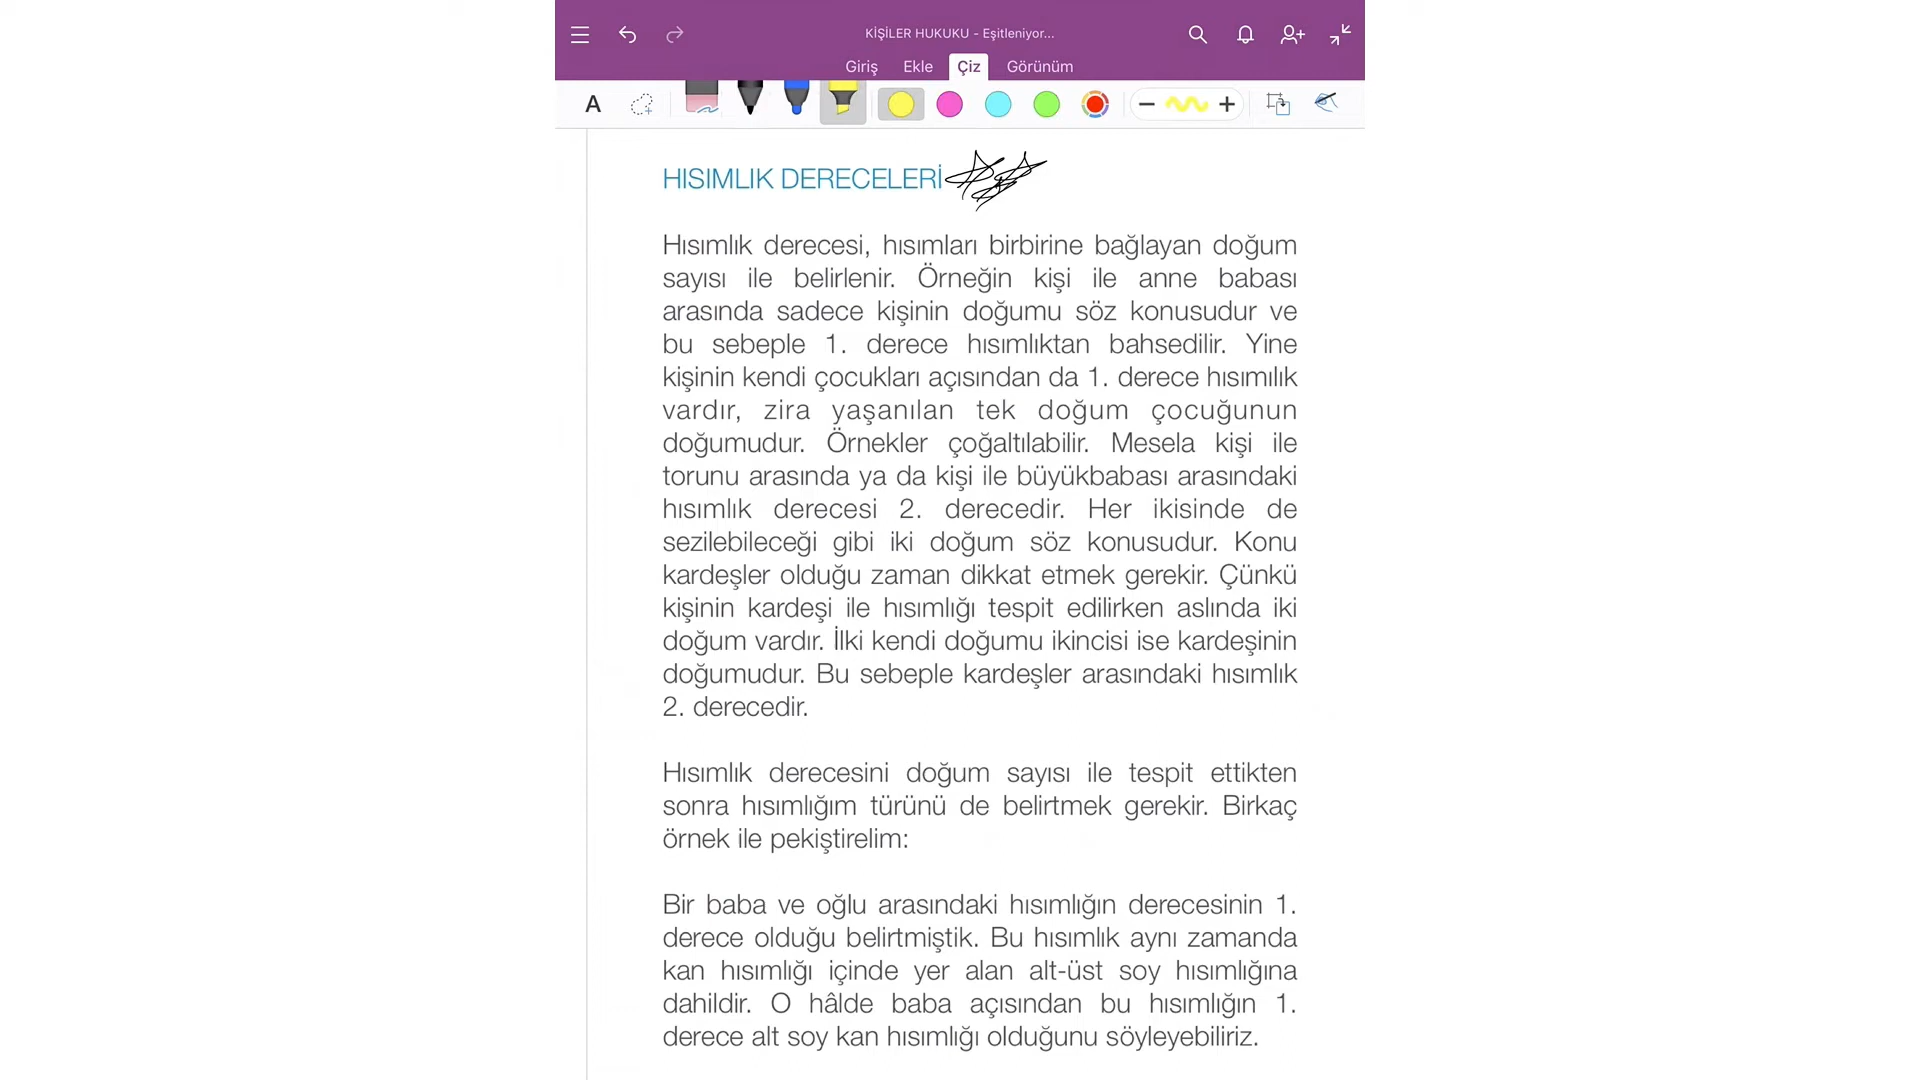 KİŞİLER HUKUKU - Eşitleniyor...
Giriş Ekle Çiz Görünüm
A
HISIMLIK DERECELERİ
Hısımlık derecesi, hısımları birbirine bağlayan doğum
sayısı ile belirlenir. Örneğin kişi ile anne babası
arasında sadece kişinin doğumu söz konusudur ve
bu sebeple 1. derece hısımlıktan bahsedilir. Yine
kişinin kendi çocukları açısından da 1. derece hısımılık
vardır, zira yaşanılan tek doğum çocuğunun
doğumudur. Örnekler çoğaltılabilir. Mesela kişi ile
torunu arasında ya da kişi ile büyükbabası arasındaki
hısımlık derecesi 2. derecedir. Her ikisinde de
sezilebileceği gibi iki doğum söz konusudur. Konu
kardeşler olduğu zaman dikkat etmek gerekir. Çünkü
kişinin kardeşi ile hısımlığı tespit edilirken aslında iki
doğum vardır. İlki kendi doğumu ikincisi ise kardeşinin
doğumudur. Bu sebeple kardeşler arasındaki hısımlık
2. derecedir.
Hısımlık derecesini doğum sayısı ile tespit ettikten
sonra hısımlığım türünü de belirtmek gerekir. Birkaç
örnek ile pekiştirelim:
Bir baba ve oğlu arasındaki hısımlığın derecesinin 1.
derece olduğu belirtmiştik. Bu hısımlık aynı zamanda
kan hısımlığı içinde yer alan alt-üst soy hısımlığına
dahildir. O hâlde baba açısından bu hısımlığın 1.
derece alt soy kan hısımlığı olduğunu söyleyebiliriz.